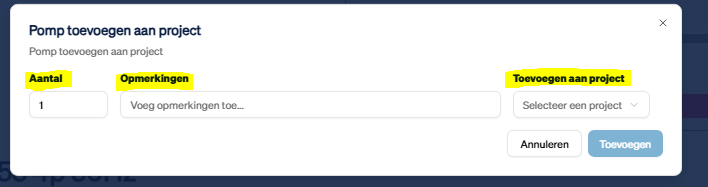 Pomp toevoegen aan project
Pomp toevoegen aan project
Aantal Opmerkingen Toevoegen aan project
1 Voeg opmerkingen toe... Selecteer een project
Annuleren Toevoegen